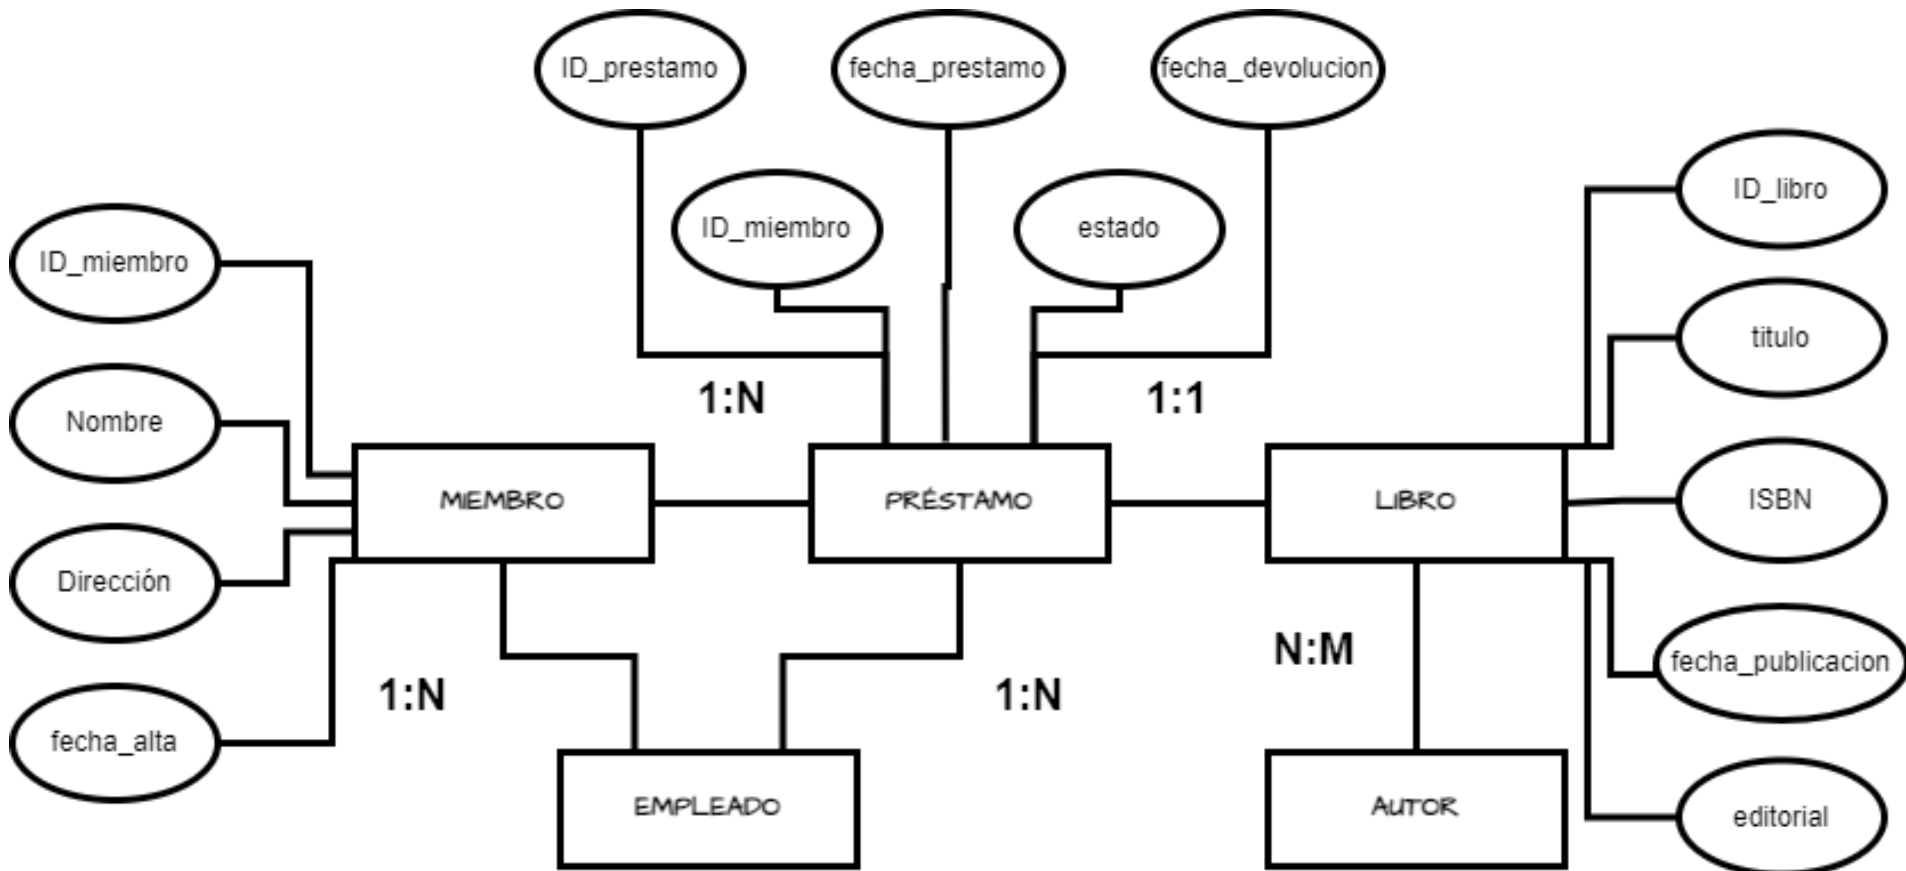 ID_prestamo
fecha_prestamo
fecha_devolucion
ID_libro
ID_miembro
estado
ID_miembro
titulo
1:N
1:1
Nombre
MIEMBRO
PRÉSTAMO
LIBRO
ISBN
Dirección
N:M
fecha_publicacion
1:N
1:N
fecha_alta
EMPLEADO
AUTOR
editorial